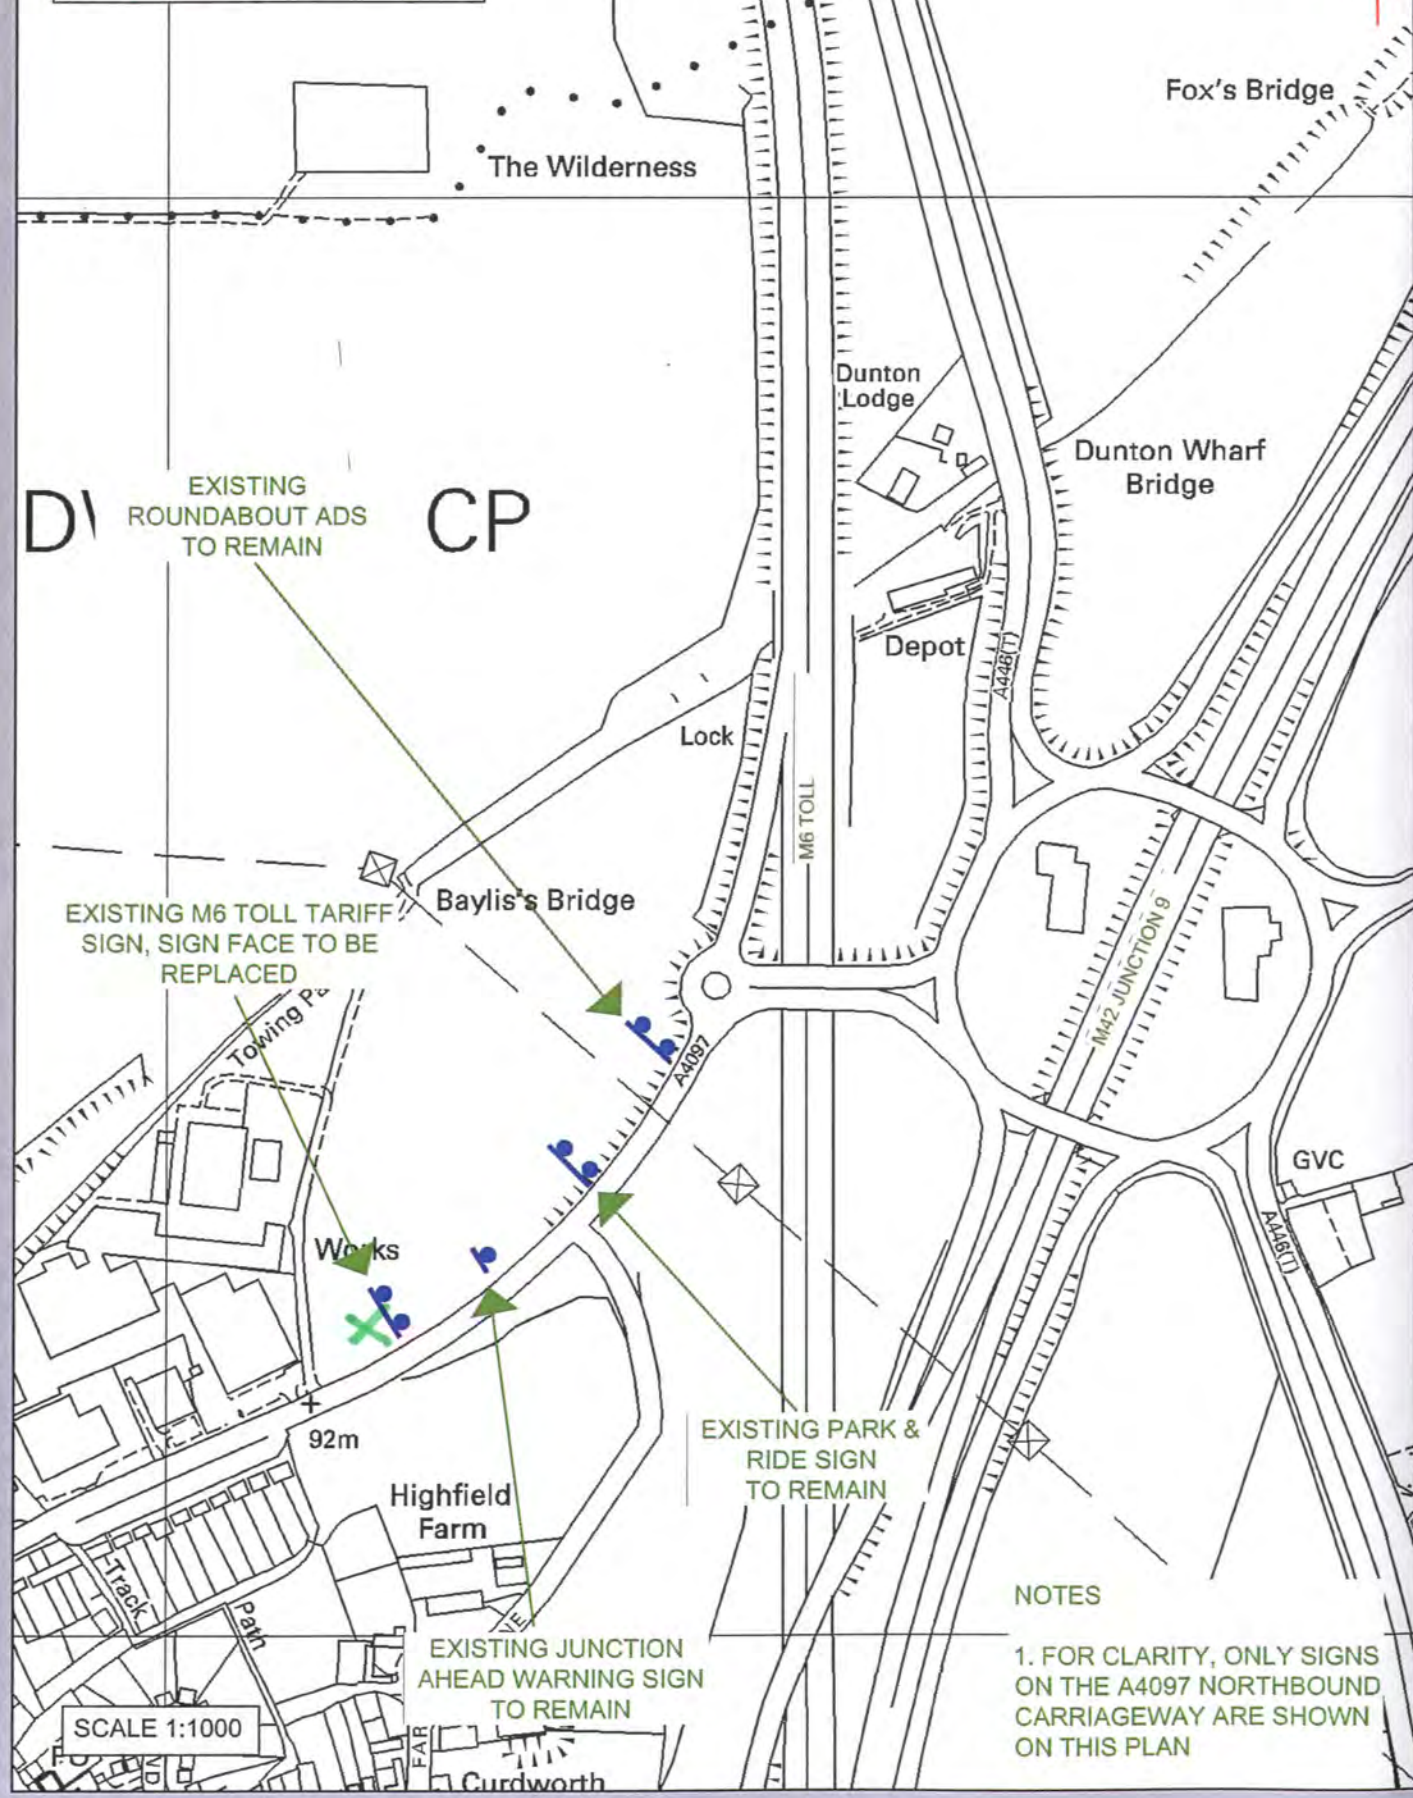 Fox's Bridge
The Wilderness
Dunton
Lodge
Dunton Wharf
Bridge
EXISTING
ROUNDABOUT ADS
TO REMAIN
CP
Depot
A446(T)
Lock
M6 TOLL
Baylis's Bridge
EXISTING M6 TOLL TARIFF
SIGN, SIGN FACE TO BE
REPLACED
M42 JUNCTION 9
Towing
A4097
GVC
A446(T)
Works
92m
EXISTING PARK &
RIDE SIGN
TO REMAIN
Highfield
Farm
Track
Path
NOTES
EXISTING JUNCTION
AHEAD WARNING SIGN
TO REMAIN
1. FOR CLARITY, ONLY SIGNS
ON THE A4097 NORTHBOUND
CARRIAGEWAY ARE SHOWN
ON THIS PLAN
SCALE 1:1000
Curdworth